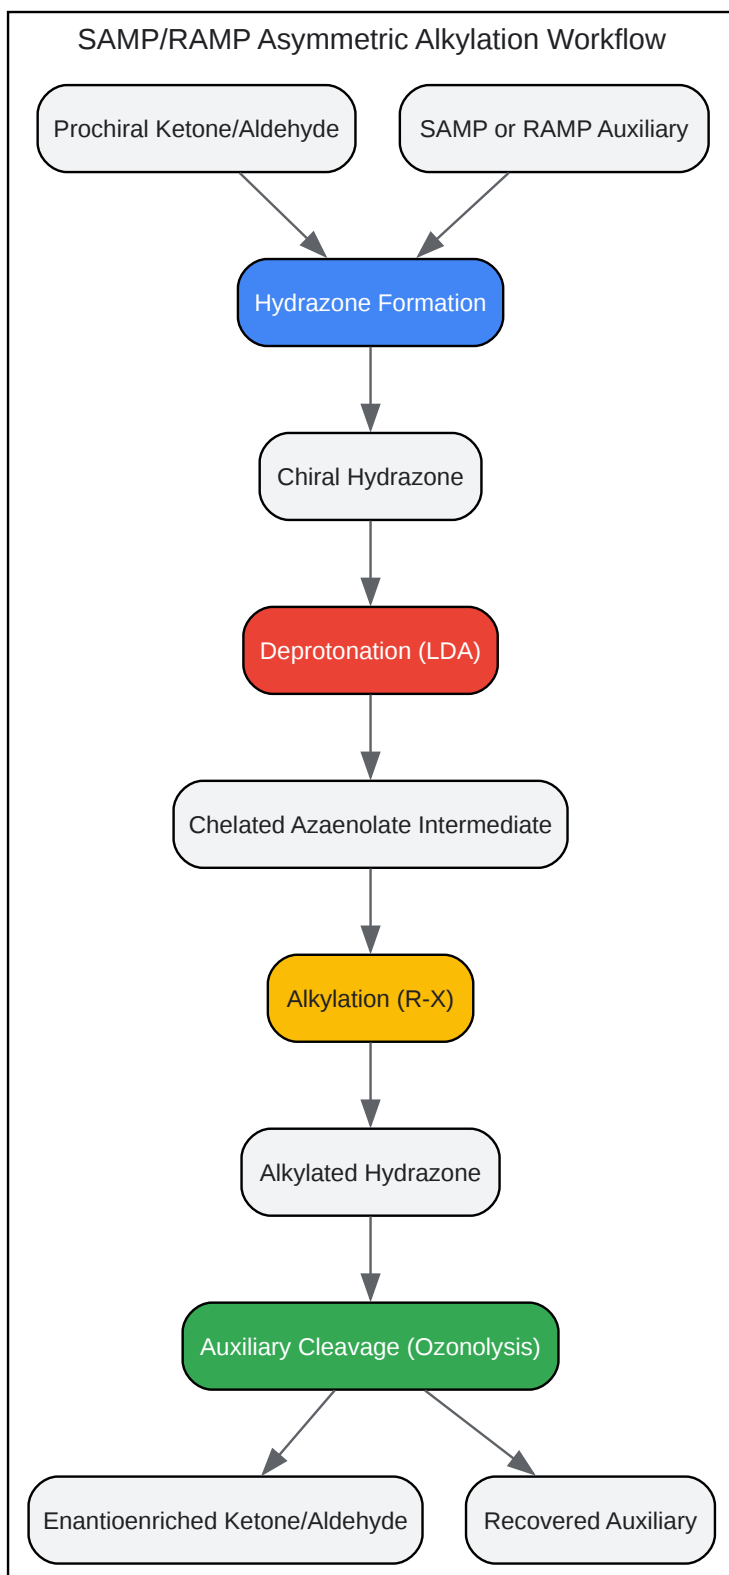 SAMP/RAMP Asymmetric Alkylation Workflow
Prochiral Ketone/Aldehyde
SAMP or RAMP Auxiliary
Hydrazone Formation
Chiral Hydrazone
Deprotonation (LDA)
Chelated Azaenolate Intermediate
Alkylation (R-X)
Alkylated Hydrazone
Auxiliary Cleavage (Ozonolysis)
Enantioenriched Ketone/Aldehyde
Recovered Auxiliary